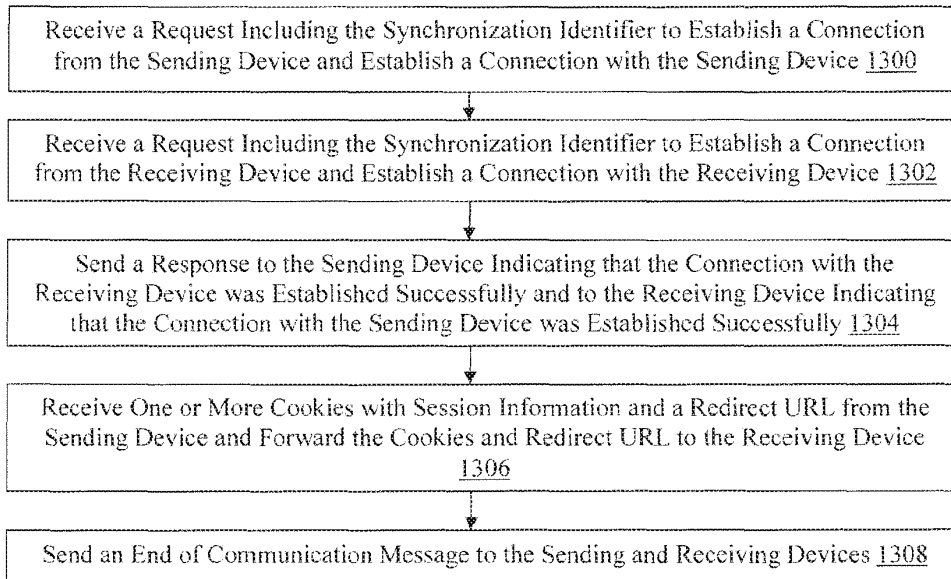 Receive a Request Including the Synchronization Identifier to Establish a Connection
from the Sending Device and Establish a Connection with the Sending Device 1300
Receive a Request Including the Synchronization Identifier to Establish a Connection
from the Receiving Device and Establish a Connection with the Receiving Device 1302
Send a Response to the Sending Device Indicating that the Connection with the
Receiving Device was Established Successfully and to the Receiving Device Indicating
that the Connection with the Sending Device was Established Successfully 1304
Receive One or More Cookies with Session Information and a Redirect URL from the
Sending Device and Forward the Cookies and Redirect URL to the Receiving Device
1306
Send an End of Communication Message to the Sending and Receiving Devices 1308